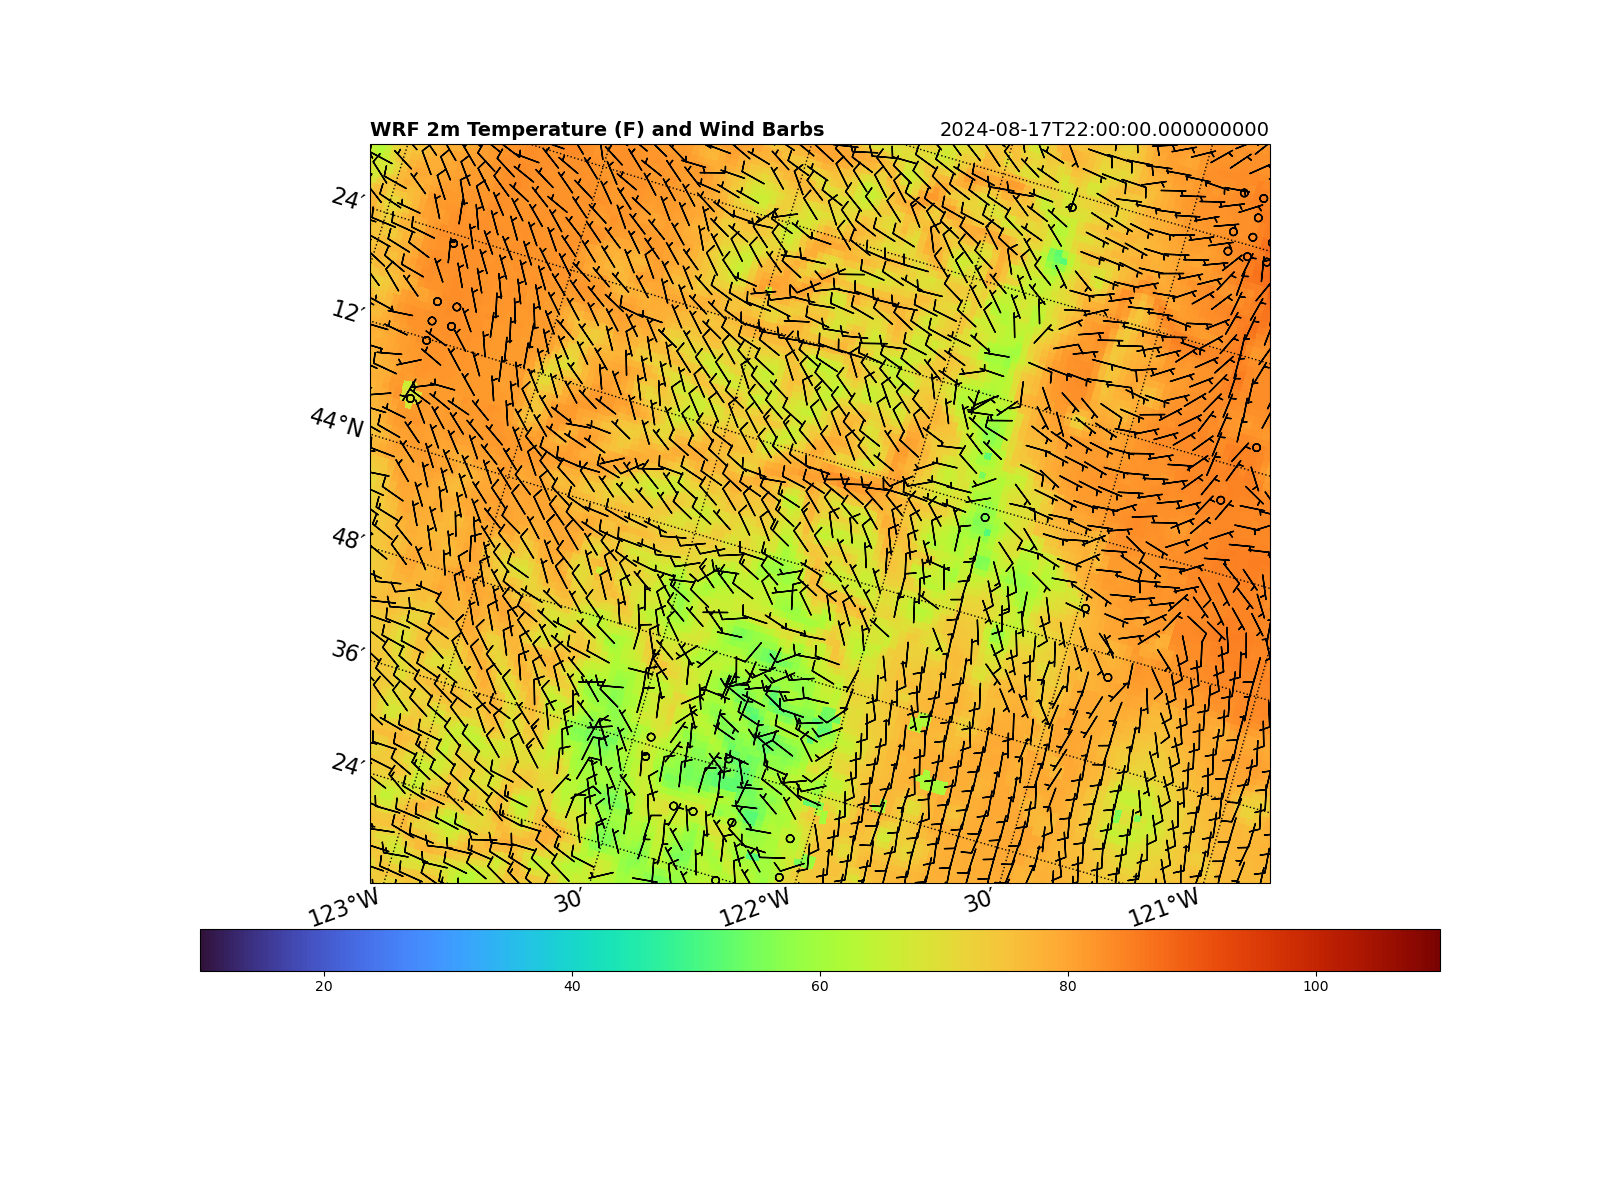 WRF 2m Temperature (F) and Wind Barbs 2024-08-17T22:00:00.000000000
24′
12′
44°N
48′
36′
24′
123°W 30′ 122°W 30′ 121°W
20 40 60 80 100